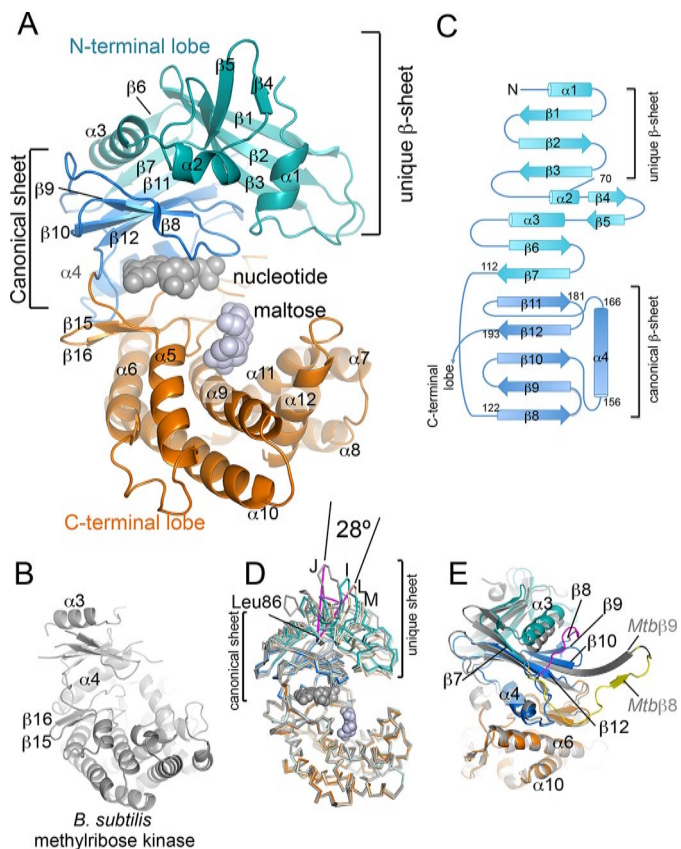 A
N-terminal lobe
β5
β4
β6
β1
α3
β2
α2
β7
β3
α1
β11
unique β-sheet
Canonical sheet
β9
β8
β10
β12
nucleotide
α4
maltose
β15
β16
α5
α7
α6
α11
α9
α12
α8
α10
C-terminal lobe
C
N
α1
β1
β2
β3
70
α2
β4
β5
α3
β6
112
β7
unique β-sheet
181
166
β11
193
β12
β10
α4
β9
122
β8
156
C-terminal
lobe
canonical β-sheet
B
α3
α4
β16
β15
B. subtilis
methylribose kinase
D
28º
J
I
L
M
Leu86
canonical sheet
unique sheet
E
β8
α3
β9
β10
Mtbβ9
β7
α4
Mtbβ8
β12
α6
α10